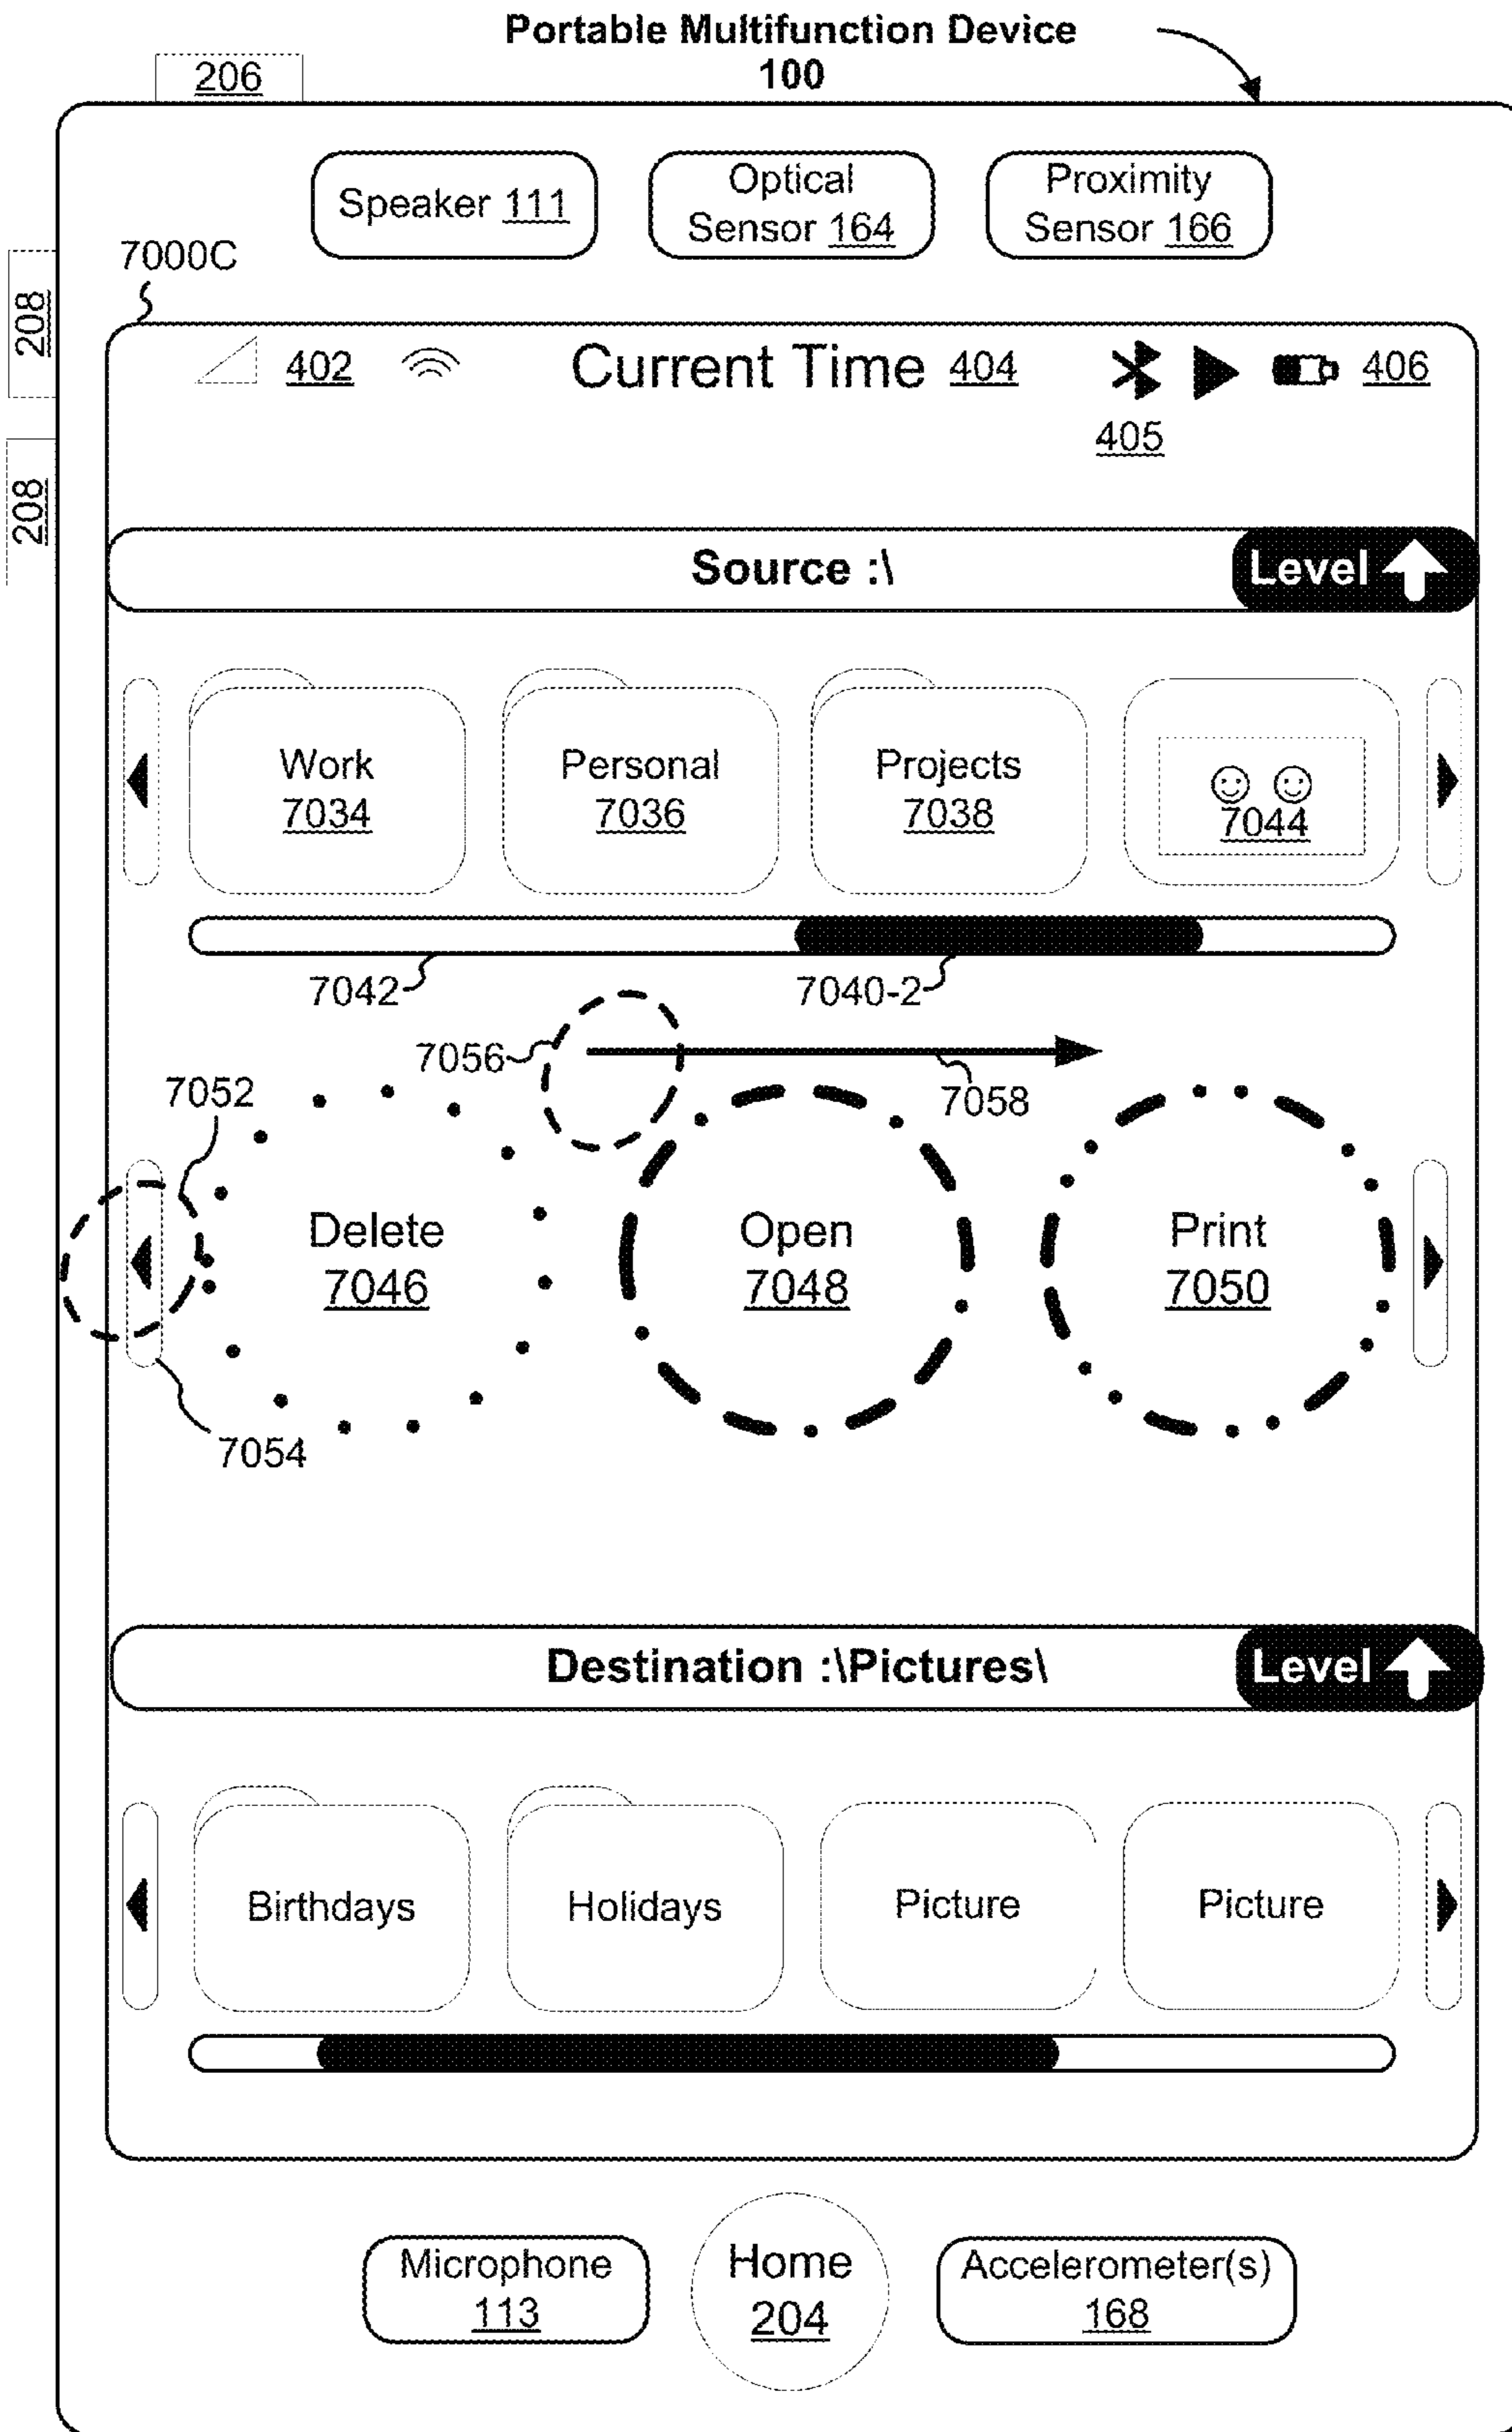 Portable Multifunction Device
100
206
Speaker 111
Optical
Sensor 164
Proximity
Sensor 166
7000C
208
402
Current Time 404
406
405
208
Source :\
Level
Work
7034
Personal
7036
Projects
7038
7044
7042
7040-2
7056
7058
7052
Delete
7046
Open
7048
Print
7050
7054
Destination :\Pictures\
Level
Birthdays
Holidays
Picture
Picture
Microphone
113
Home
204
Accelerometer(s)
168